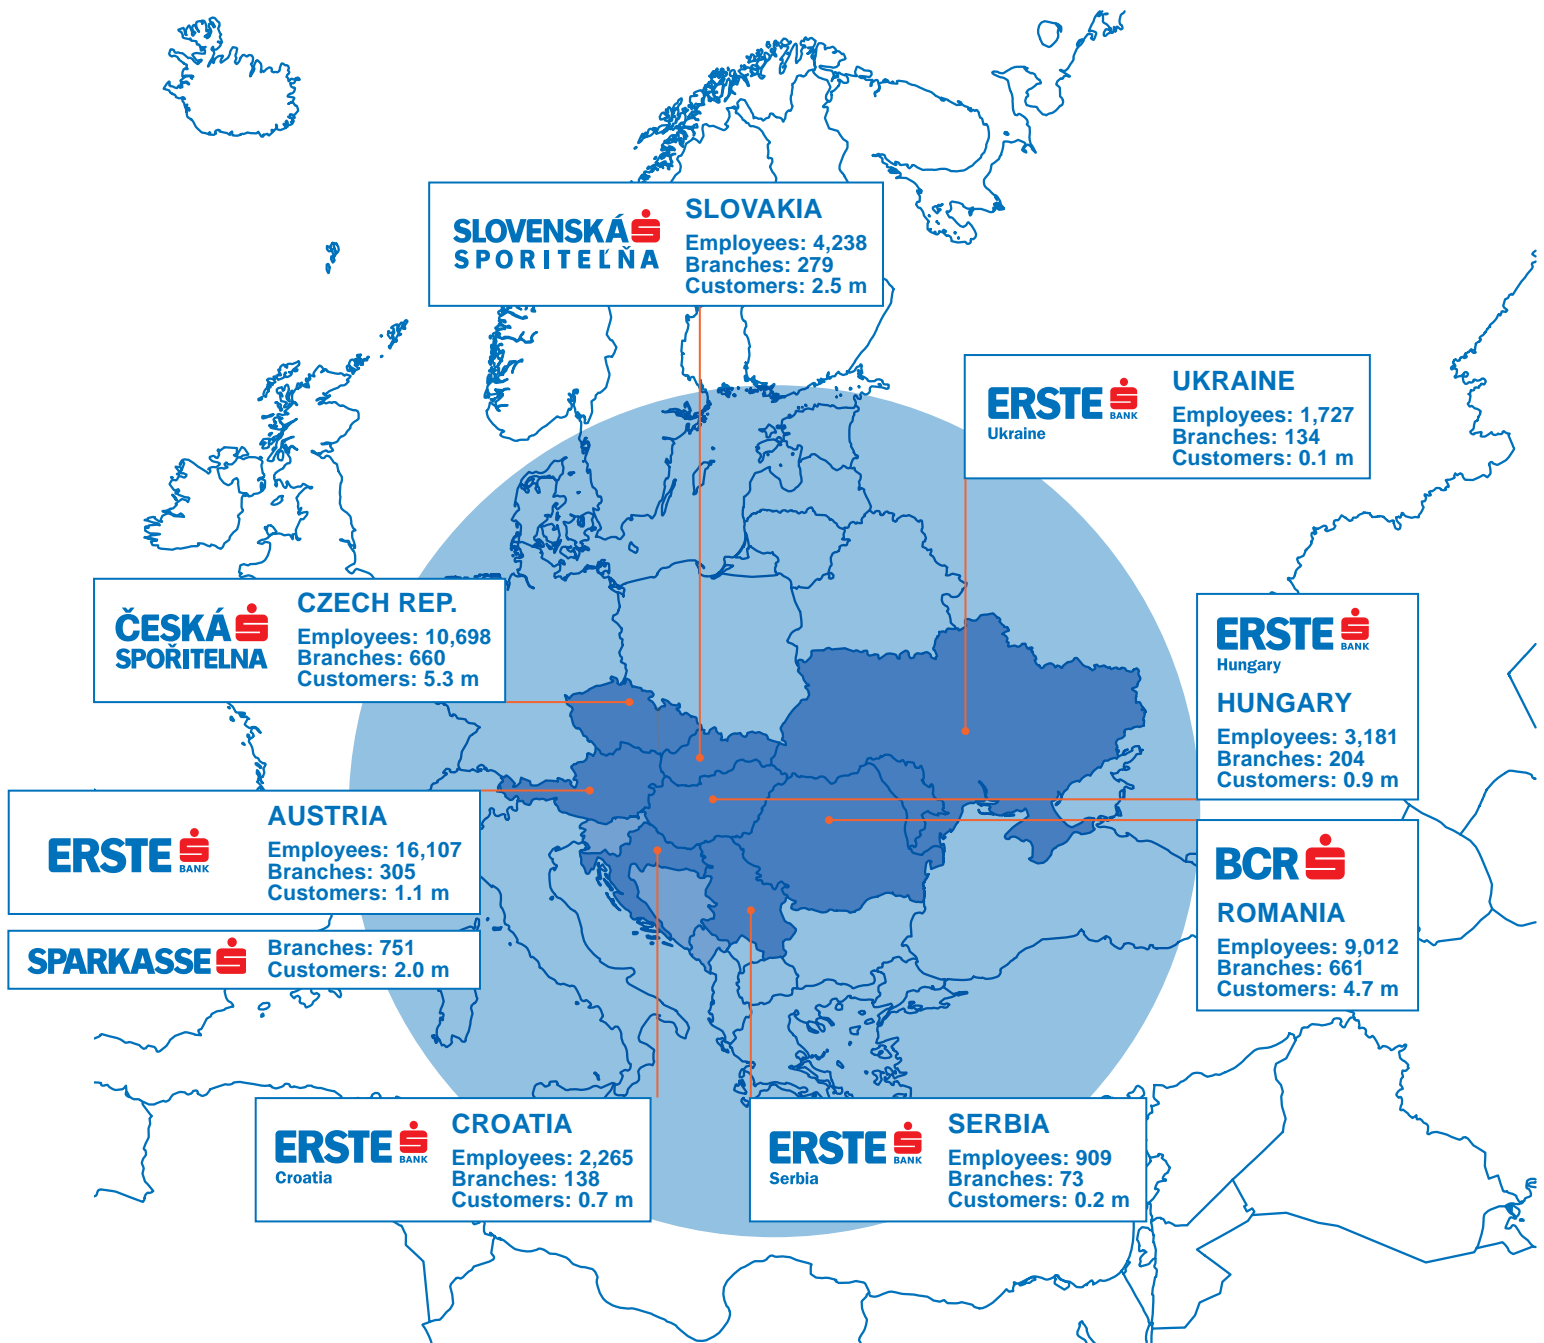 SLOVENSKÁ
SPORITEĽŇA
SLOVAKIA
Employees: 4,238
Branches: 279
Customers: 2.5 m
ERSTE
BANK
Ukraine
UKRAINE
Employees: 1,727
Branches: 134
Customers: 0.1 m
ČESKÁ
SPOŘITELNA
CZECH REP.
Employees: 10,698
Branches: 660
Customers: 5.3 m
ERSTE
BANK
Hungary
HUNGARY
Employees: 3,181
Branches: 204
Customers: 0.9 m
ERSTE
BANK
AUSTRIA
Employees: 16,107
Branches: 305
Customers: 1.1 m
SPARKASSE
Branches: 751
Customers: 2.0 m
BCR
ROMANIA
Employees: 9,012
Branches: 661
Customers: 4.7 m
ERSTE
BANK
Croatia
CROATIA
Employees: 2,265
Branches: 138
Customers: 0.7 m
ERSTE
BANK
Serbia
SERBIA
Employees: 909
Branches: 73
Customers: 0.2 m